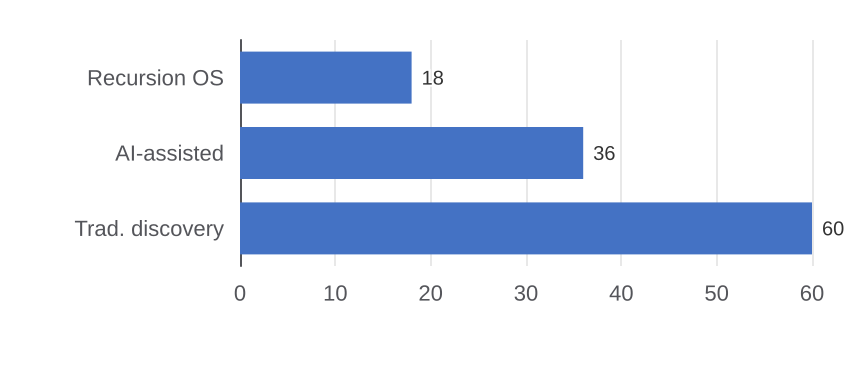 Recursion OS 18
AI-assisted 36
Trad. discovery 60
0 10 20 30 40 50 60